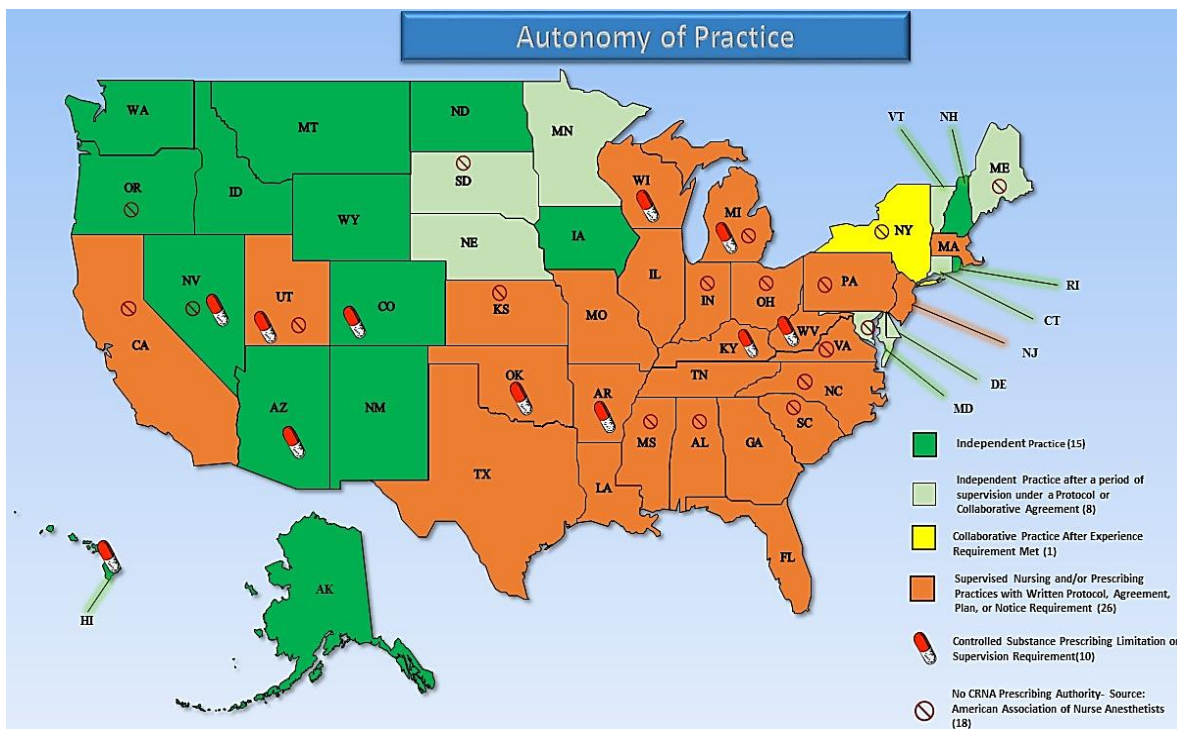 Autonomy of Practice
WA
MT
ND
MN
VT
NH
ME
OR
ID
SD
WI
MI
WY
NY
NE
IA
MA
NV
UT
CO
IL
IN
OH
PA
RI
KS
MO
WV
CT
CA
KY
VA
NJ
OK
TN
NC
DE
AZ
NM
AR
SC
MD
MS
AL
GA
TX
LA
FL
AK
HI
Independent Practice (15)
Independent Practice after a period of
supervision under a Protocol or
Collaborative Agreement (8)
Collaborative Practice After Experience
Requirement Met (1)
Supervised Nursing and/or Prescribing
Practices with Written Protocol, Agreement,
Plan, or Notice Requirement (26)
Controlled Substance Prescribing Limitation or
Supervision Requirement(10)
No CRNA Prescribing Authority- Source:
American Association of Nurse Anesthetists
(18)